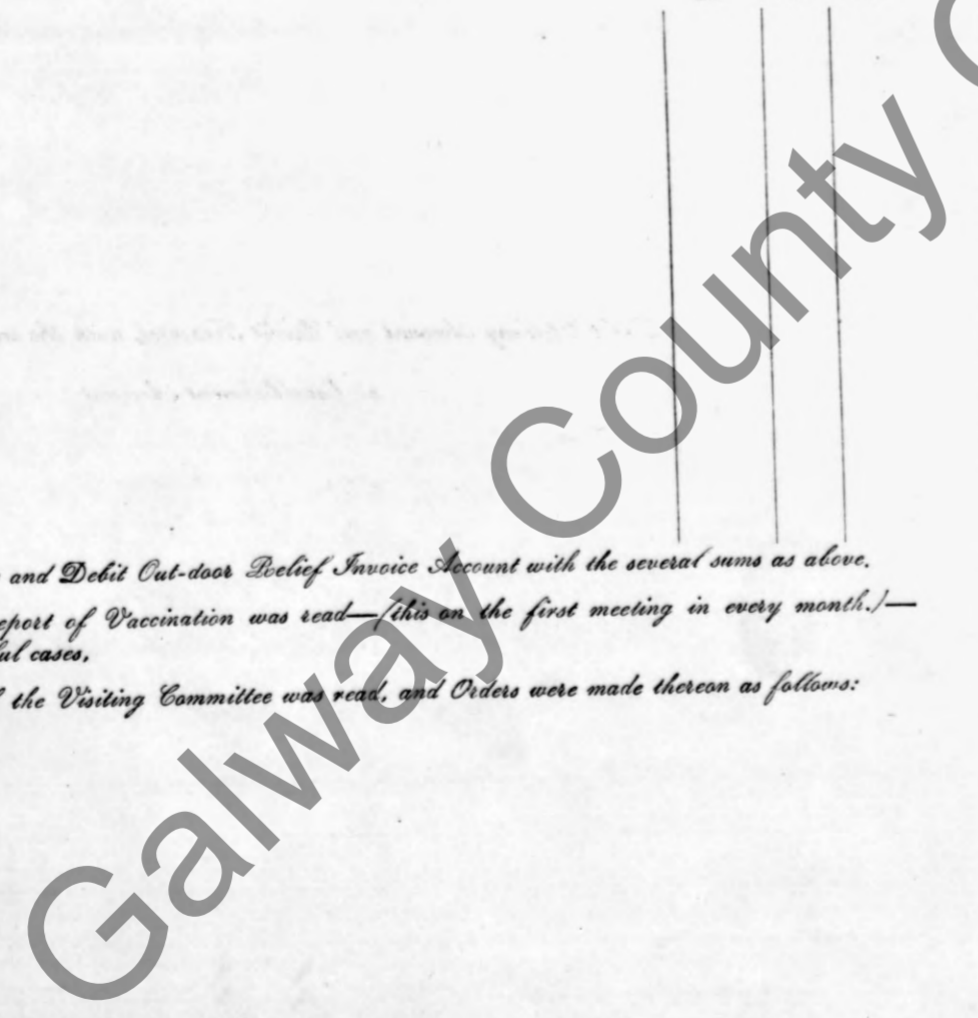 and Debit Out-door Relief Invoice Account with the several sums as above.
eport of Vaccination was read—(this on the first meeting in every month.)—
ful cases,
the Visiting Committee was read, and Orders were made thereon as follows:
Galway County